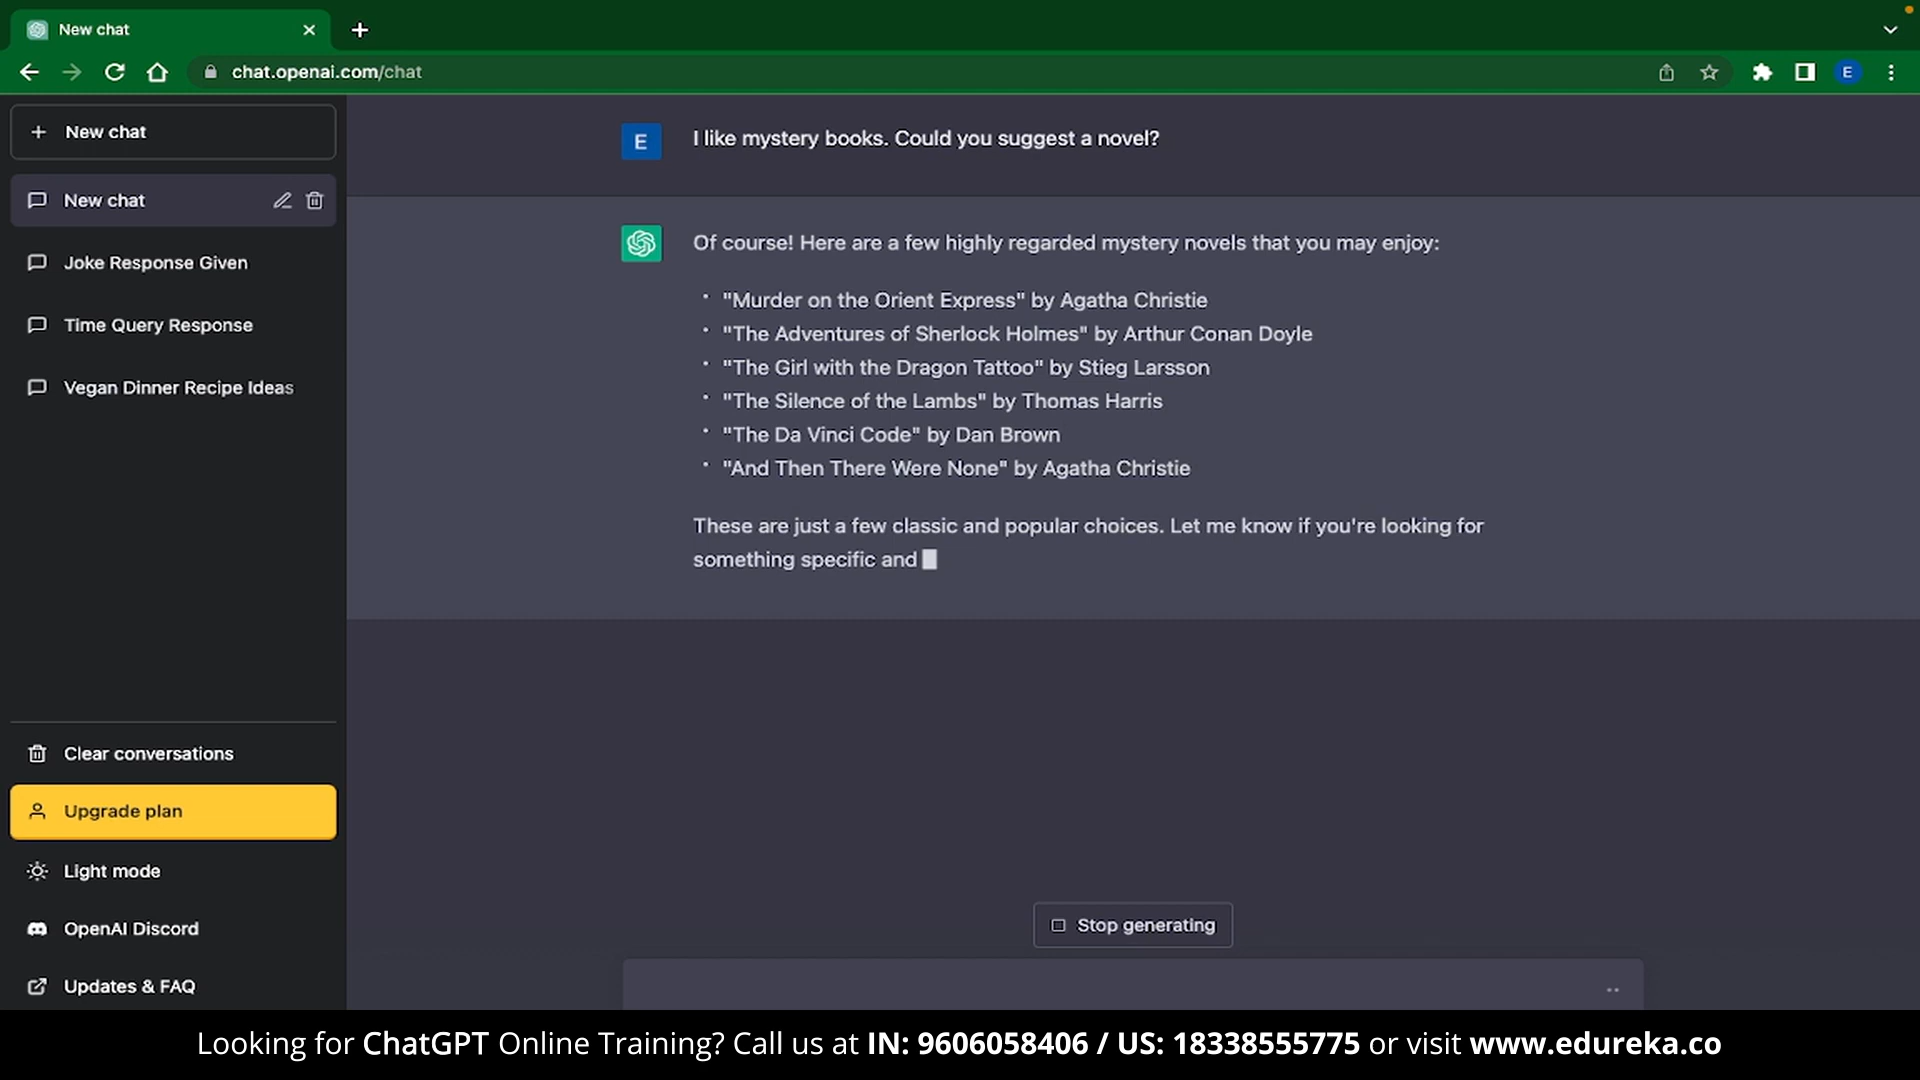 New chat
chat.openai.com/chat
E
New chat
New chat
Joke Response Given
Time Query Response
Vegan Dinner Recipe Ideas
Clear conversations
Upgrade plan
Light mode
OpenAI Discord
Updates & FAQ
E
I like mystery books. Could you suggest a novel?
Of course! Here are a few highly regarded mystery novels that you may enjoy:
"Murder on the Orient Express" by Agatha Christie
"The Adventures of Sherlock Holmes" by Arthur Conan Doyle
"The Girl with the Dragon Tattoo" by Stieg Larsson
"The Silence of the Lambs" by Thomas Harris
"The Da Vinci Code" by Dan Brown
"And Then There Were None" by Agatha Christie
These are just a few classic and popular choices. Let me know if you're looking for
something specific and
Stop generating
Looking for ChatGPT Online Training? Call us at IN: 9606058406 / US: 18338555775 or visit www.edureka.co